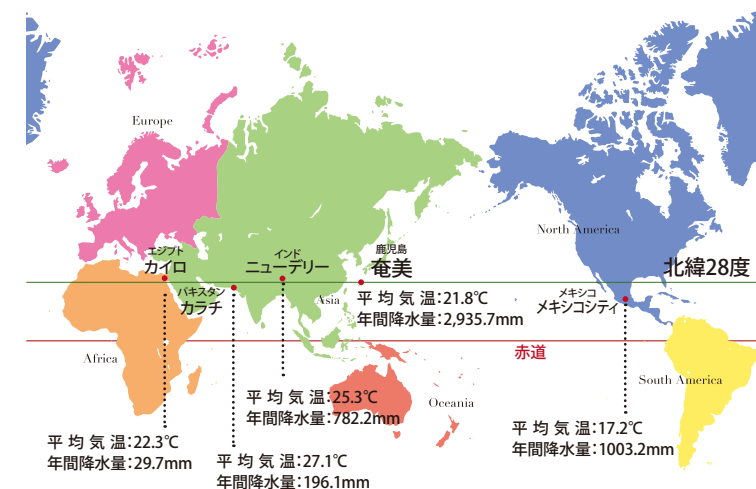 Europe
North America
エジプト
カイロ
インド
ニューデリー
鹿児島
奄美
北緯28度
パキスタン
カラチ
Asia
平均気温:21.8℃
年間降水量:2,935.7mm
メキシコ
メキシコシティ
赤道
Africa
South America
Oceania
平均気温:25.3℃
年間降水量:782.2mm
平均気温:22.3℃
年間降水量:29.7mm
平均気温:27.1℃
年間降水量:196.1mm
平均気温:17.2℃
年間降水量:1003.2mm